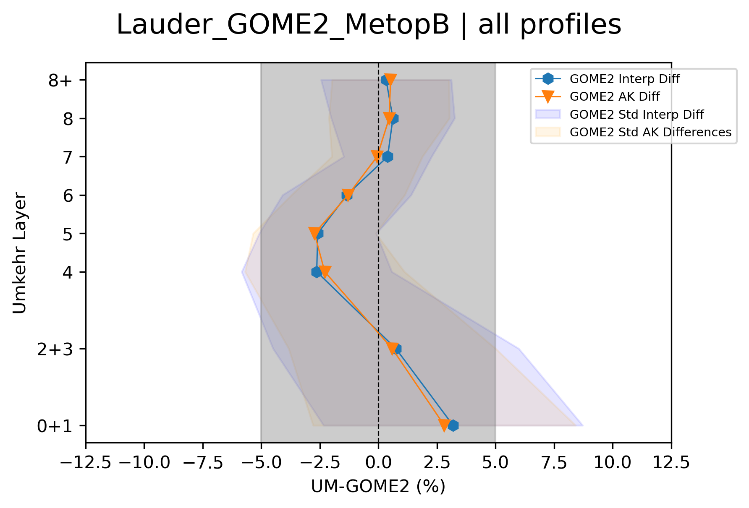 Lauder_GOME2_MetopB | all profiles
GOME2 Interp Diff
GOME2 AK Diff
GOME2 Std Interp Diff
GOME2 Std AK Differences
Umkehr Layer
8+
8
7
6
5
4
2+3
0+1
−12.5 −10.0 −7.5 −5.0 −2.5 0.0 2.5 5.0 7.5 10.0 12.5
UM-GOME2 (%)